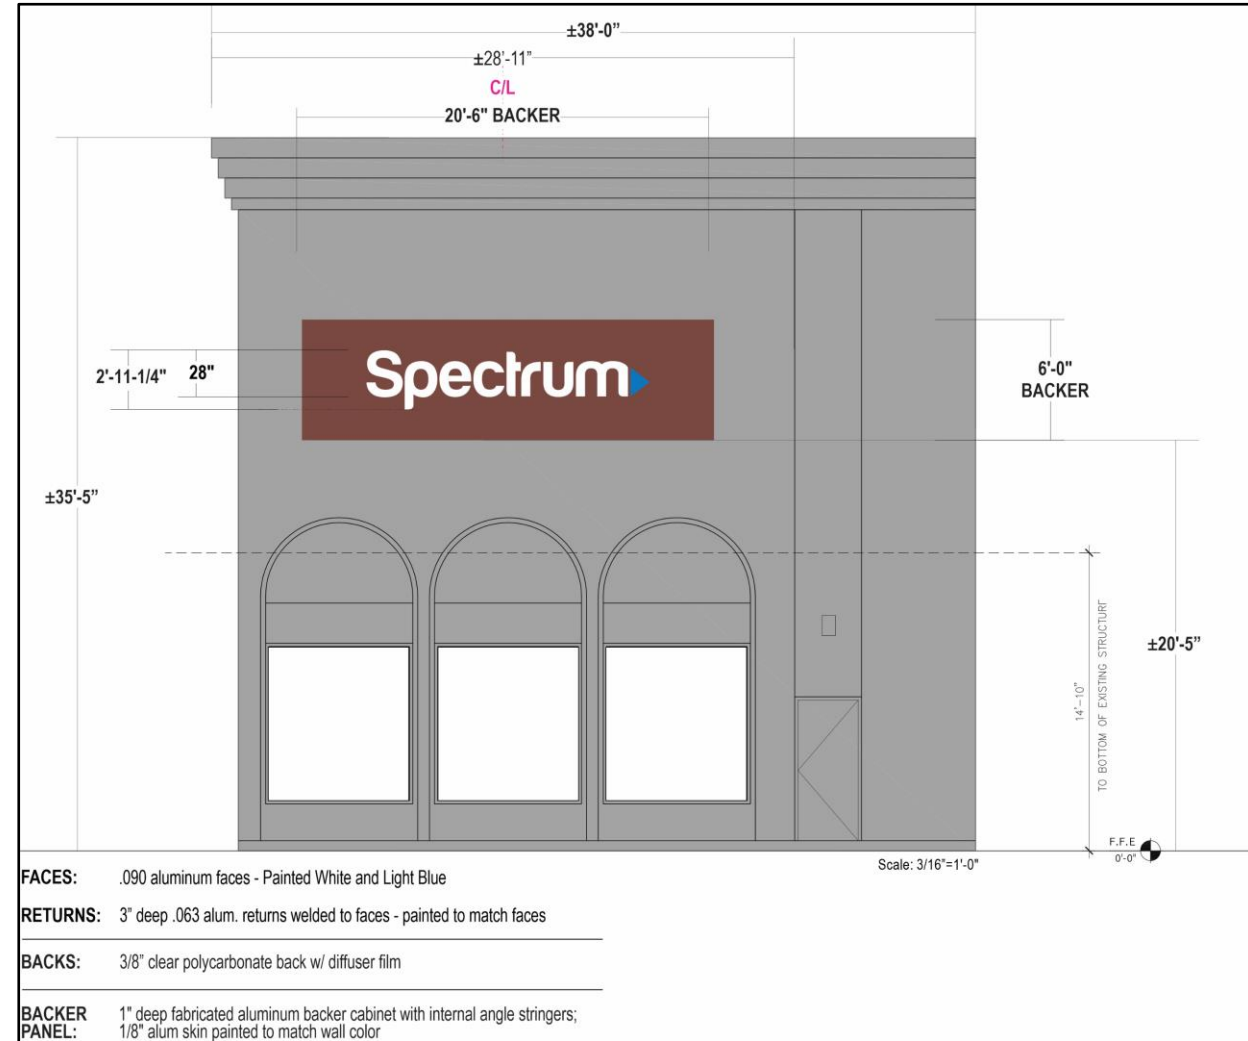 ±38'-0”
±28'-11”
C/L
20'-6" BACKER
Spectrum
2'-11-1/4"
28"
6'-0"
BACKER
±35'-5”
±20'-5”
14'-10"
TO BOTTOM OF EXISTING STRUCTURE
F.F.E
0'-0"
Scale: 3/16"=1'-0"
FACES: .090 aluminum faces - Painted White and Light Blue
RETURNS: 3” deep .063 alum. returns welded to faces - painted to match faces
BACKS: 3/8” clear polycarbonate back w/ diffuser film
BACKER 1" deep fabricated aluminum backer cabinet with internal angle stringers;
PANEL: 1/8" alum skin painted to match wall color